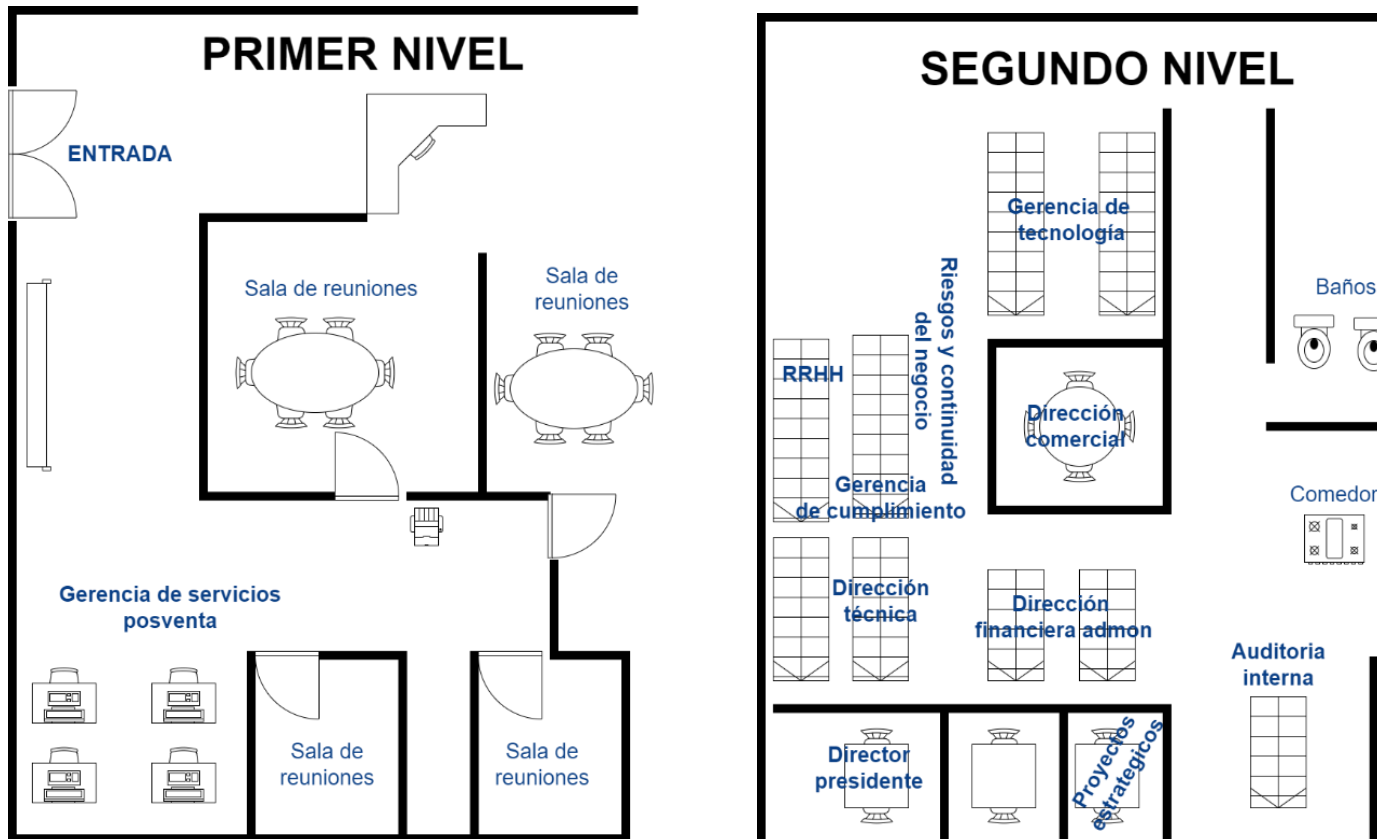 PRIMER NIVEL
ENTRADA
Sala de reuniones
Sala de
reuniones
Gerencia de servicios
posventa
Sala de
reuniones
Sala de
reuniones
SEGUNDO NIVEL
Gerencia de
tecnología
Baños
Riesgos y continuidad
del negocio
RRHH
Dirección
comercial
Gerencia
de cumplimiento
Comedor
Dirección
técnica
Dirección
financiera admon
Auditoria
interna
Director
presidente
Proyectos
estrategicos